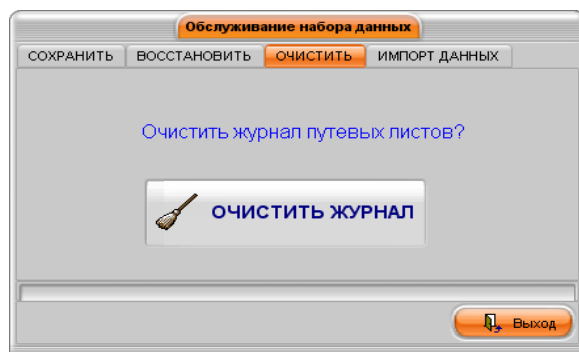 Обслуживание набора данных
СОХРАНИТЬ ВОССТАНОВИТЬ ОЧИСТИТЬ ИМПОРТ ДАННЫХ
Очистить журнал путевых листов?
ОЧИСТИТЬ ЖУРНАЛ
Выход